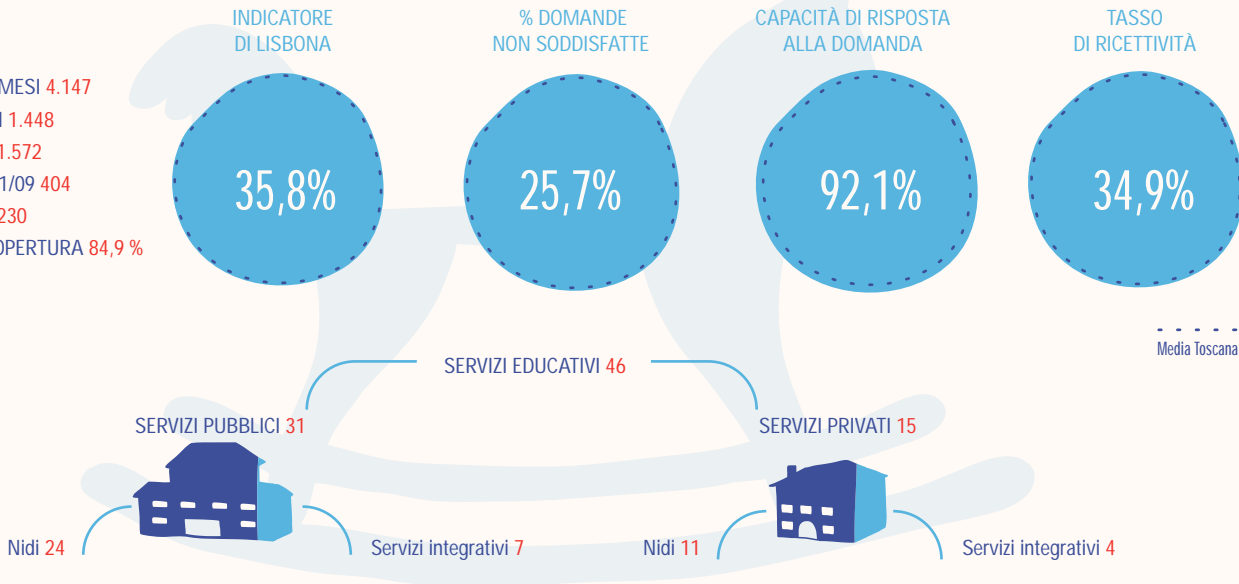 INDICATORE
DI LISBONA
% DOMANDE
NON SODDISFATTE
CAPACITÀ DI RISPOSTA
ALLA DOMANDA
TASSO
DI RICETTIVITÀ
MESI 4.147
1.448
1.572
1/09 404
230
OPERTURA 84,9 %
35,8%
25,7%
92,1%
34,9%
Media Toscana
SERVIZI EDUCATIVI 46
SERVIZI PUBBLICI 31
SERVIZI PRIVATI 15
Nidi 24
Servizi integrativi 7
Nidi 11
Servizi integrativi 4